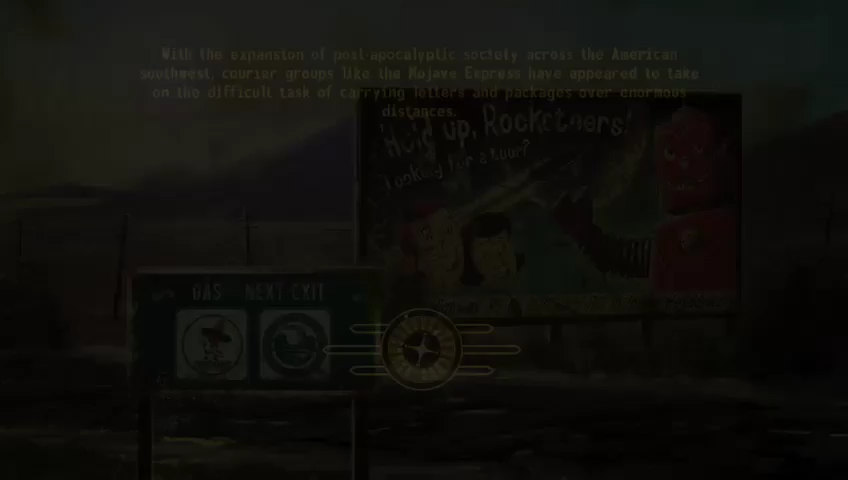 With the expansion of post-apocalyptic society across the American
southwest, courier groups like the Mojave Express have appeared to take
on the difficult task of carrying letters and packages over enormous
distances.
Hold up, Rocketeers!
Looking for a tour?
GAS NEXT EXIT